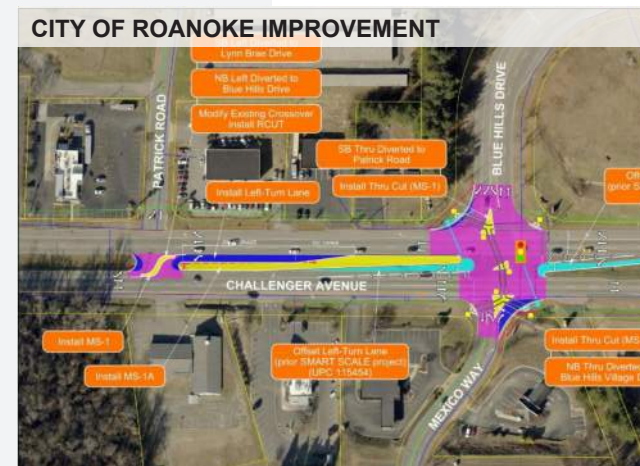 CITY OF ROANOKE IMPROVEMENT
Lynn Brae Drive
NB Left Diverted to
Blue Hills Drive
Modify Existing Crossover
Install RCUT
PATRICK ROAD
BLUE HILLS DRIVE
SB Thru Diverted to
Patrick Road
Install Left-Turn Lane
Install Thru Cut (MS-1)
(prior S
CHALLENGER AVENUE
Install MS-1
Install MS-1A
Offset Left-Turn Lane
(prior SMART SCALE project)
(UPC 115454)
MEXICO WAY
Install Thru Cut (MS
NB Thru Diverted
Blue Hills Village